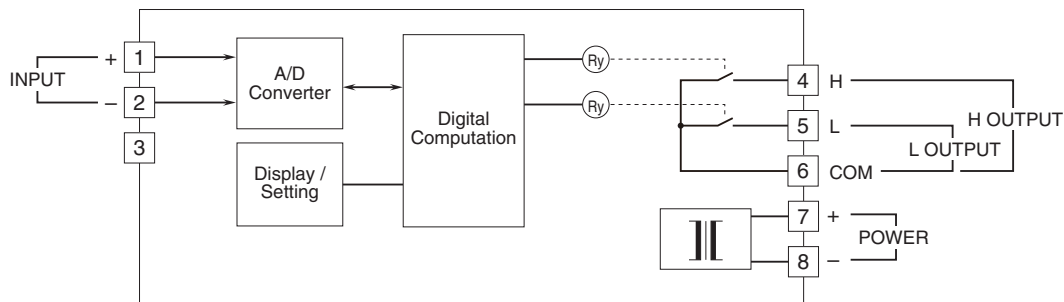 INPUT
+
1
−
2
3
A/D
Converter
Display /
Setting
Digital
Computation
Ry
Ry
4 H
5 L
6 COM
H OUTPUT
L OUTPUT
7 +
8 −
POWER